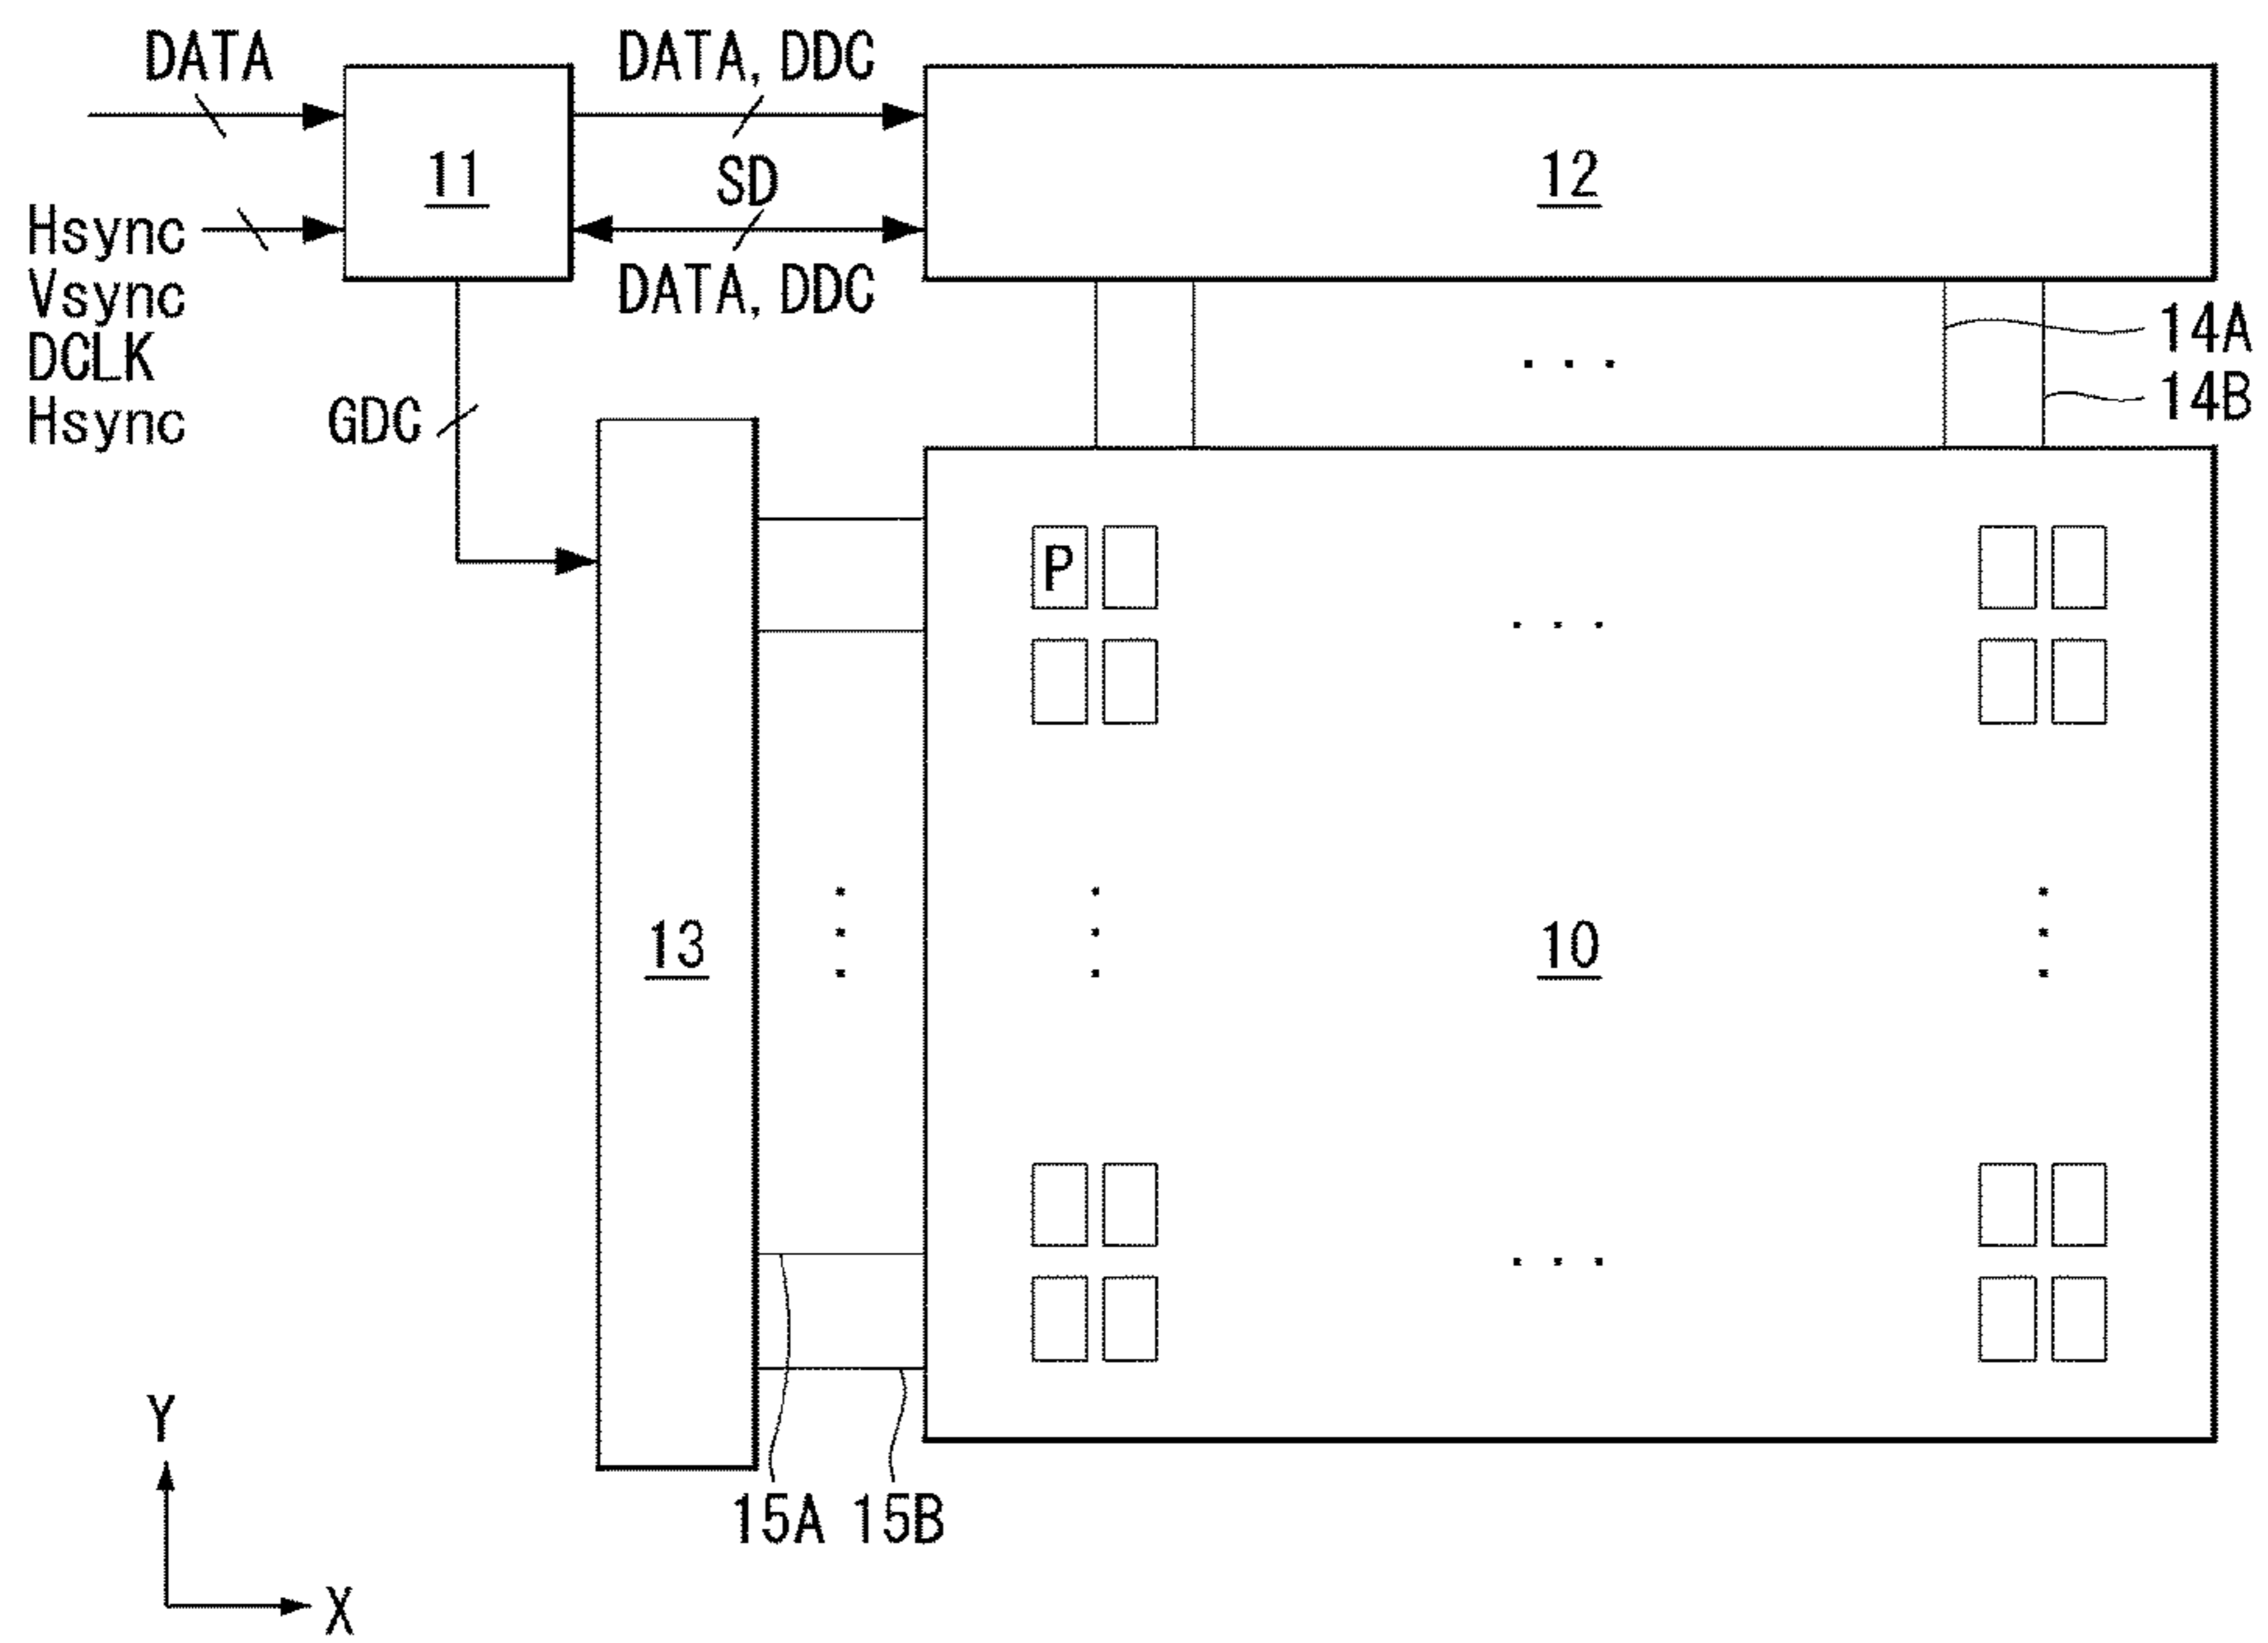 DATA
DATA, DDC
11
SD
12
Hsync
Vsync
DCLK
Hsync
DATA, DDC
14A
14B
GDC
P
13
10
15A 15B
Y
X